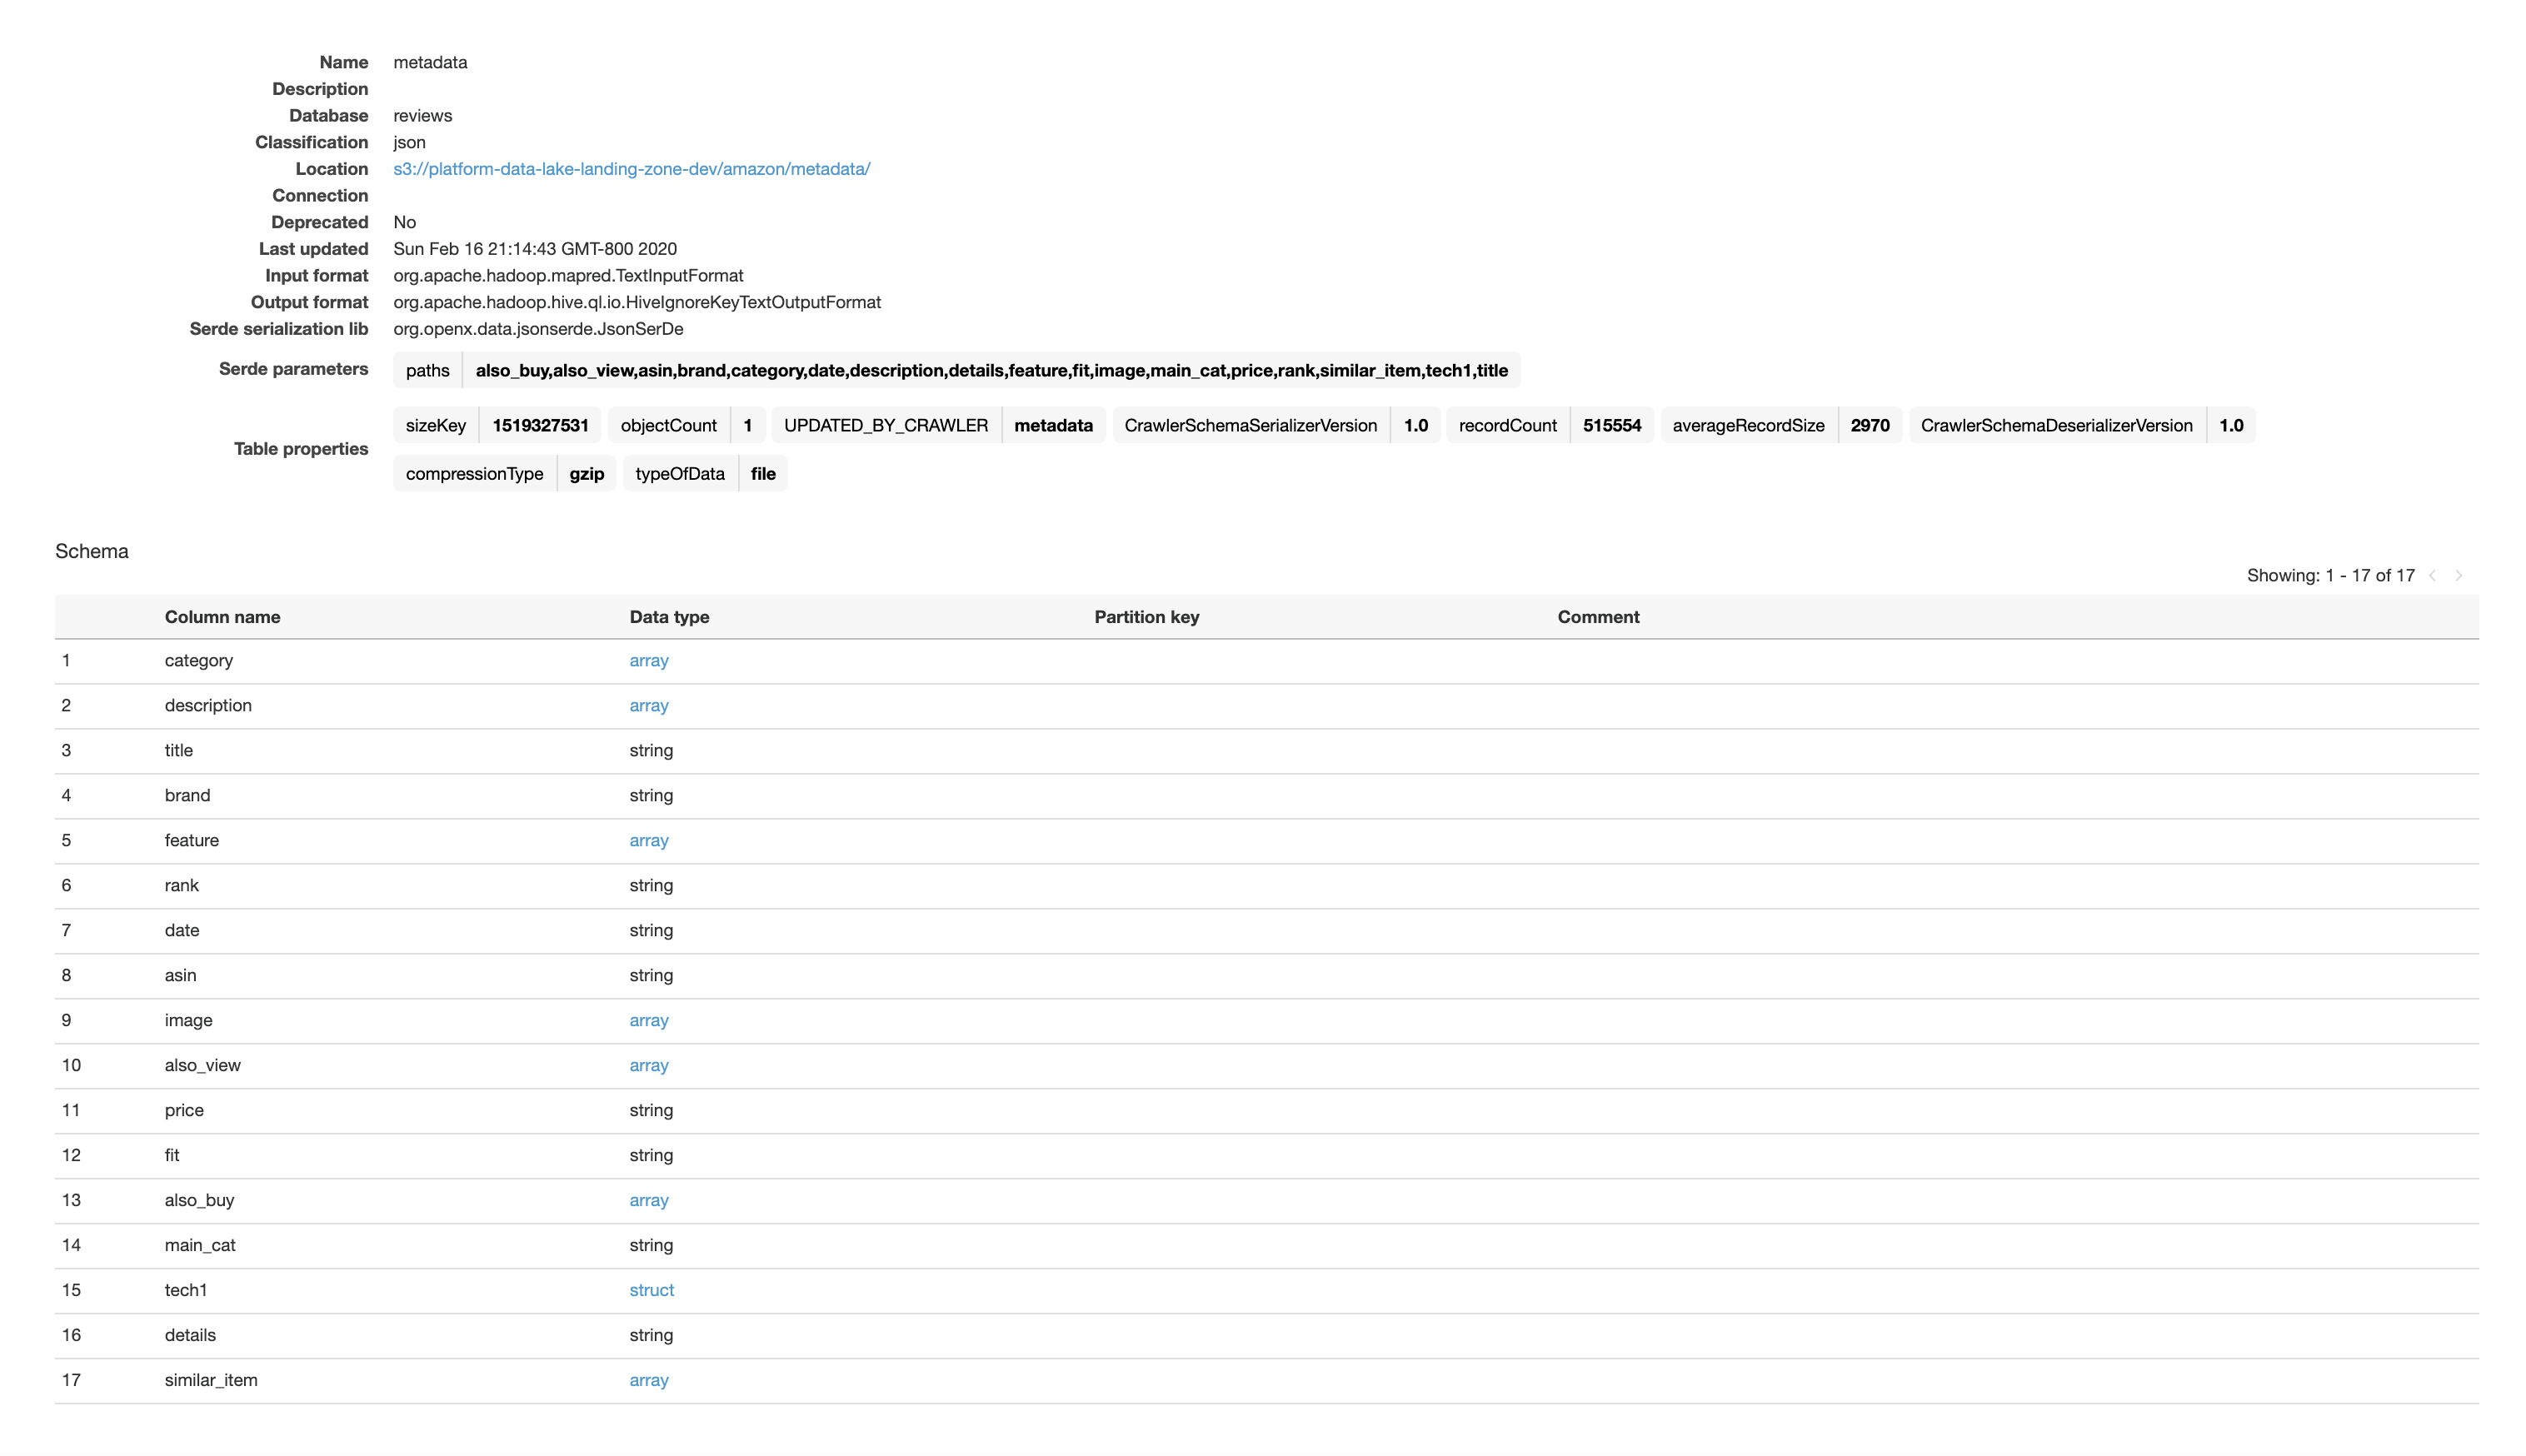 Name metadata
Description
Database reviews
Classification json
Location s3://platform-data-lake-landing-zone-dev/amazon/metadata/
Connection
Deprecated No
Last updated Sun Feb 16 21:14:43 GMT-800 2020
Input format org.apache.hadoop.mapred.TextInputFormat
Output format org.apache.hadoop.hive.ql.io.HiveIgnoreKeyTextOutputFormat
Serde serialization lib org.openx.data.jsonserde.JsonSerDe
Serde parameters paths also_buy,also_view,asin,brand,category,date,description,details,feature,fit,image,main_cat,price,rank,similar_item,tech1,title
Table properties sizeKey 1519327531 objectCount 1 UPDATED_BY_CRAWLER metadata CrawlerSchemaSerializerVersion 1.0 recordCount 515554 averageRecordSize 2970 CrawlerSchemaDeserializerVersion 1.0
compressionType gzip typeOfData file
Schema
Showing: 1 - 17 of 17 < >
Column name Data type Partition key Comment
1 category array
2 description array
3 title string
4 brand string
5 feature array
6 rank string
7 date string
8 asin string
9 image array
10 also_view array
11 price string
12 fit string
13 also_buy array
14 main_cat string
15 tech1 struct
16 details string
17 similar_item array